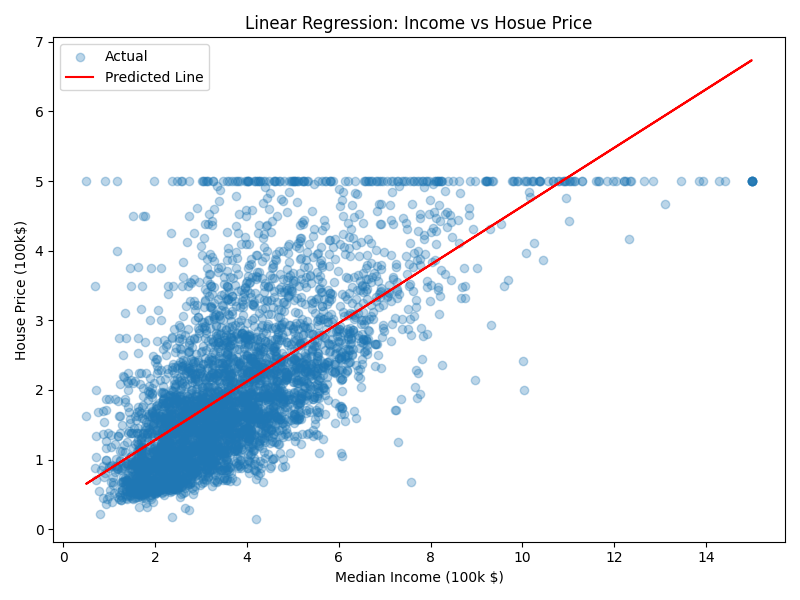 Linear Regression: Income vs Hosue Price
Actual
Predicted Line
House Price (100k$)
7
6
5
4
3
2
1
0
0 2 4 6 8 10 12 14
Median Income (100k $)